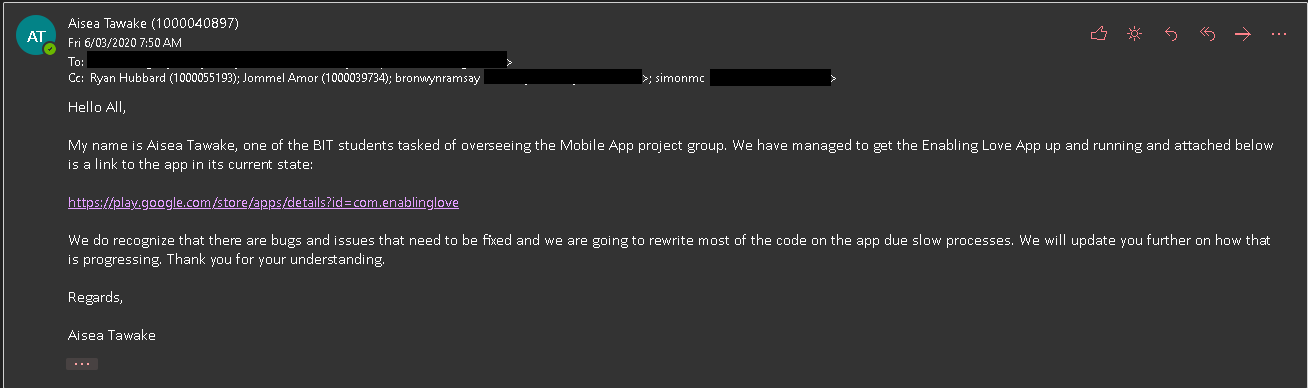 AT
Aisea Tawake (1000040897)
Fri 6/03/2020 7:50 AM
To: >
Cc: Ryan Hubbard (1000055193); Jommel Amor (1000039734); bronwynramsay >; simonmc >
Hello All,
My name is Aisea Tawake, one of the BIT students tasked of overseeing the Mobile App project group. We have managed to get the Enabling Love App up and running and attached below
is a link to the app in its current state:
https://play.google.com/store/apps/details?id=com.enablinglove
We do recognize that there are bugs and issues that need to be fixed and we are going to rewrite most of the code on the app due slow processes. We will update you further on how that
is progressing. Thank you for your understanding.
Regards,
Aisea Tawake